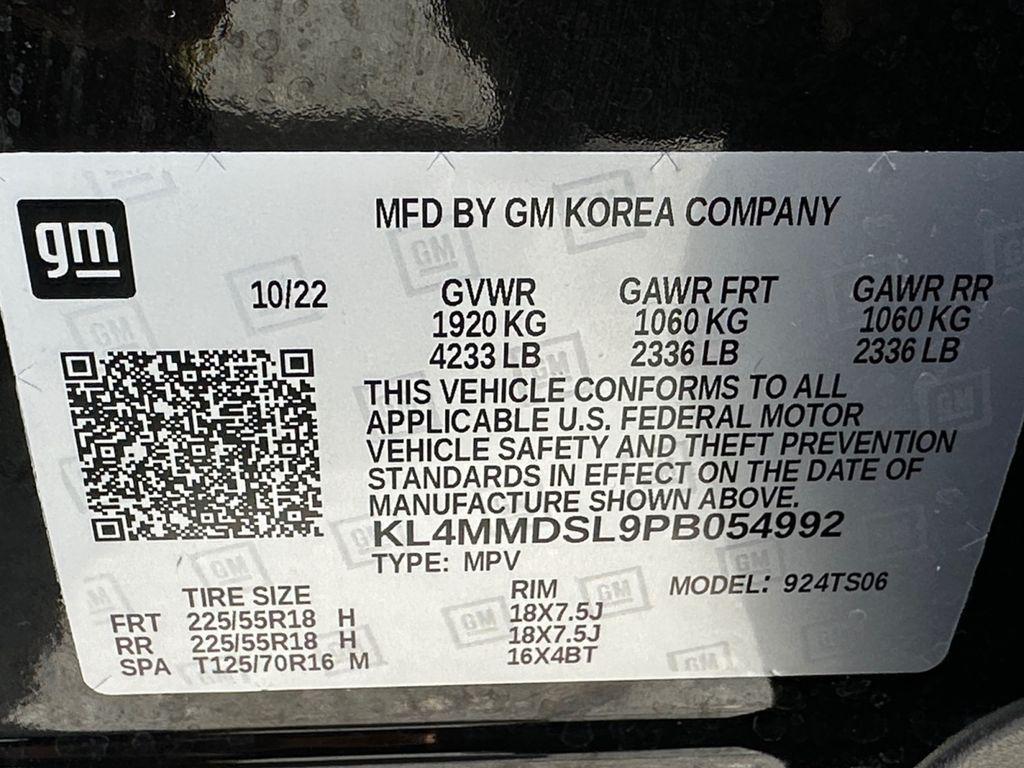 gm
MFD BY GM KOREA COMPANY
10/22 GVWR GAWR FRT GAWR RR
1920 KG 1060 KG 1060 KG
4233 LB 2336 LB 2336 LB
THIS VEHICLE CONFORMS TO ALL
APPLICABLE U.S. FEDERAL MOTOR
VEHICLE SAFETY AND THEFT PREVENTION
STANDARDS IN EFFECT ON THE DATE OF
MANUFACTURE SHOWN ABOVE.
KL4MMDSL9PB054992
TYPE: MPV
TIRE SIZE RIM MODEL: 924TS06
FRT 225/55R18 H 18X7.5J
RR 225/55R18 H 18X7.5J
SPA T125/70R16 M 16X4BT